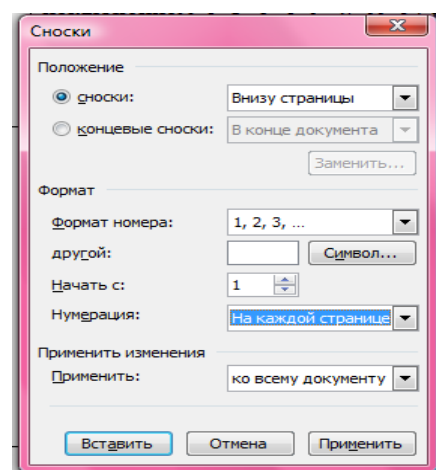 Сноски
Положение
сноски: Внизу страницы
концевые сноски: В конце документа
Заменить...
Формат
Формат номера: 1, 2, 3, ...
другой: Символ...
Начать с: 1
Нумерация: На каждой странице
Применить изменения
Применить: ко всему документу
Вставить Отмена Применить